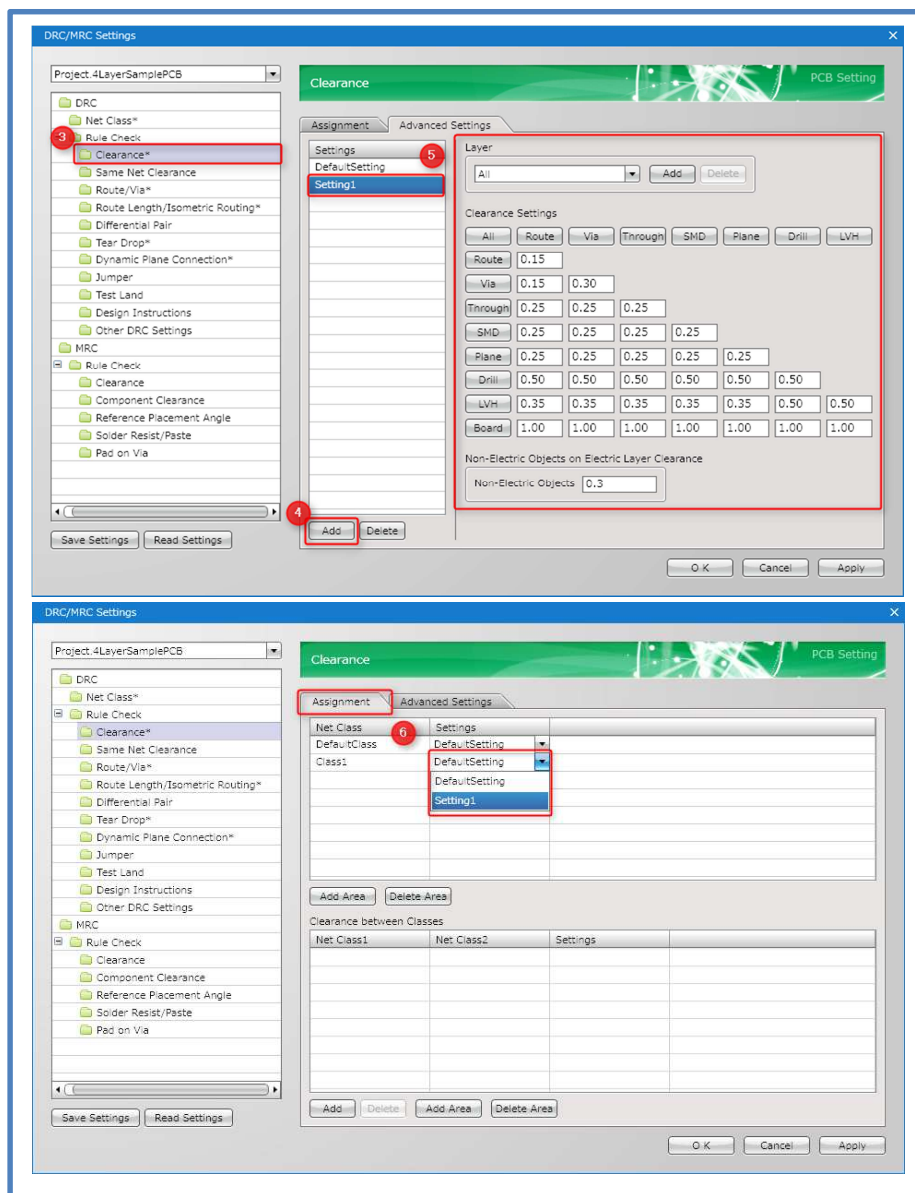 DRC/MRC Settings
Project.4LayerSamplePCB
DRC
Net Class*
3
Rule Check
Clearance*
Same Net Clearance
Route/Via*
Route Length/Isometric Routing*
Differential Pair
Tear Drop*
Dynamic Plane Connection*
Jumper
Test Land
Design Instructions
Other DRC Settings
MRC
Rule Check
Clearance
Component Clearance
Reference Placement Angle
Solder Resist/Paste
Pad on Via
Save Settings Read Settings
Clearance
PCB Setting
Assignment Advanced Settings
Settings
5
DefaultSetting
Setting1
4
Add Delete
Layer
All Add Delete
Clearance Settings
All Route Via Through SMD Plane Drill LVH
Route 0.15
Via 0.15 0.30
Through 0.25 0.25 0.25
SMD 0.25 0.25 0.25 0.25
Plane 0.25 0.25 0.25 0.25 0.25
Drill 0.50 0.50 0.50 0.50 0.50 0.50
LVH 0.35 0.35 0.35 0.35 0.35 0.50 0.50
Board 1.00 1.00 1.00 1.00 1.00 1.00 1.00
Non-Electric Objects on Electric Layer Clearance
Non-Electric Objects 0.3
O K Cancel Apply
DRC/MRC Settings
Project.4LayerSamplePCB
DRC
Net Class*
Rule Check
Clearance*
Same Net Clearance
Route/Via*
Route Length/Isometric Routing*
Differential Pair
Tear Drop*
Dynamic Plane Connection*
Jumper
Test Land
Design Instructions
Other DRC Settings
MRC
Rule Check
Clearance
Component Clearance
Reference Placement Angle
Solder Resist/Paste
Pad on Via
Save Settings Read Settings
Clearance
PCB Setting
Assignment Advanced Settings
Net Class Settings
6
DefaultClass DefaultSetting
Class1 DefaultSetting
DefaultSetting
Setting1
Add Area Delete Area
Clearance between Classes
Net Class1 Net Class2 Settings
Add Delete Add Area Delete Area
O K Cancel Apply